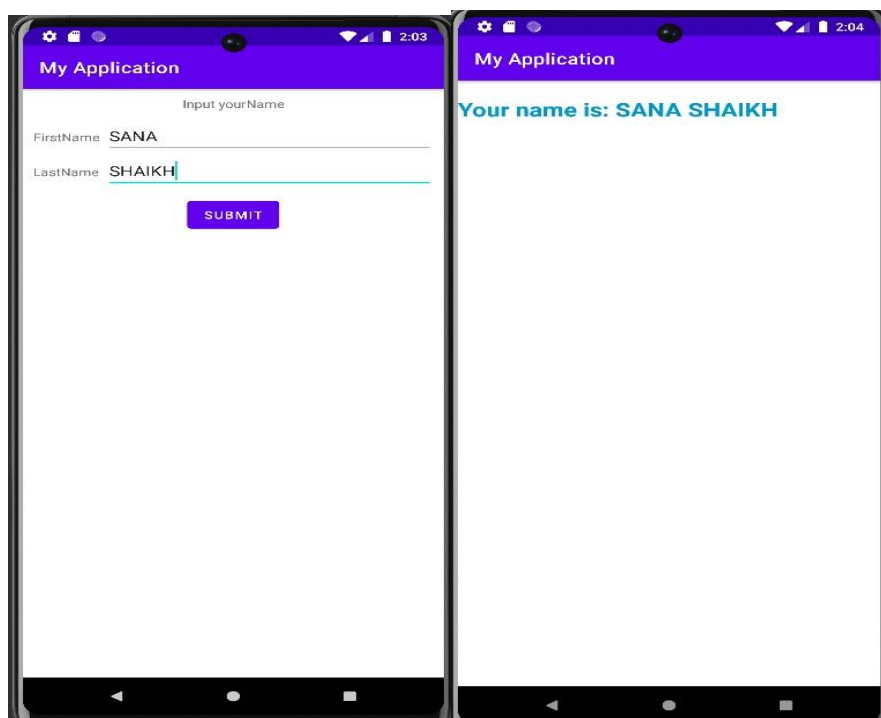 2:03
My Application
Input yourName
FirstName SANA
LastName SHAIKH
SUBMIT
2:04
My Application
Your name is: SANA SHAIKH